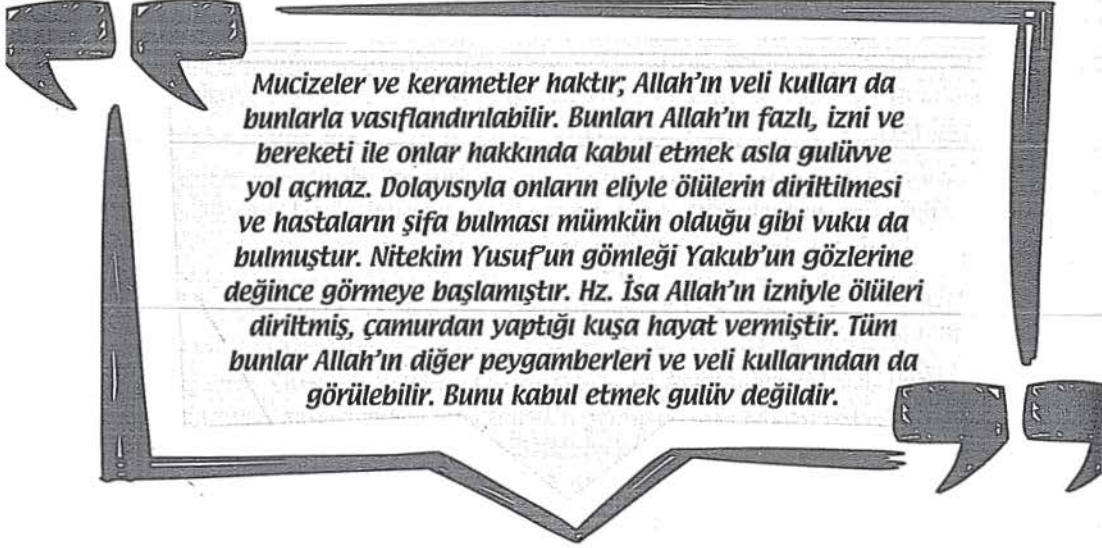 Mucizeler ve kerametler haktır; Allah'ın veli kulları da
bunlarla vasıflandırılabilir. Bunları Allah'ın fazlı, izni ve
bereketi ile onlar hakkında kabul etmek asla gulüvve
yol açmaz. Dolayısıyla onların eliyle ölülerin diriltilmesi
ve hastaların şifa bulması mümkün olduğu gibi vuku da
bulmuştur. Nitekim Yusuf'un gömleği Yakub'un gözlerine
değince görmeye başlamıştır. Hz. İsa Allah'ın izniyle ölüleri
diriltmiş, çamurdan yaptığı kuşa hayat vermiştir. Tüm
bunlar Allah'ın diğer peygamberleri ve veli kullarından da
görülebilir. Bunu kabul etmek gulüv değildir.